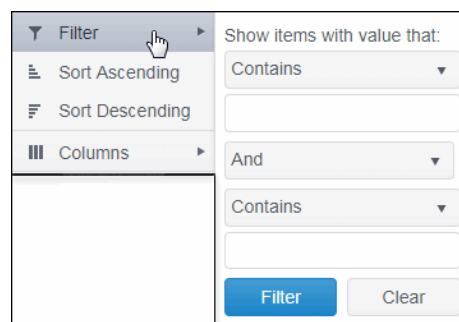 Filter
Sort Ascending
Sort Descending
Columns
Show items with value that:
Contains
And
Contains
Filter Clear